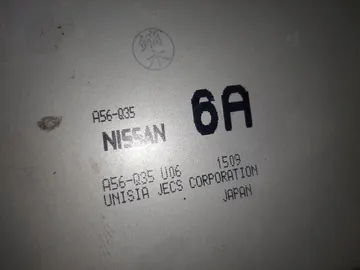 A56-Q35
6A
NISSAN
A56-Q35 U06 1509
UNISIA JECS CORPORATION
JAPAN